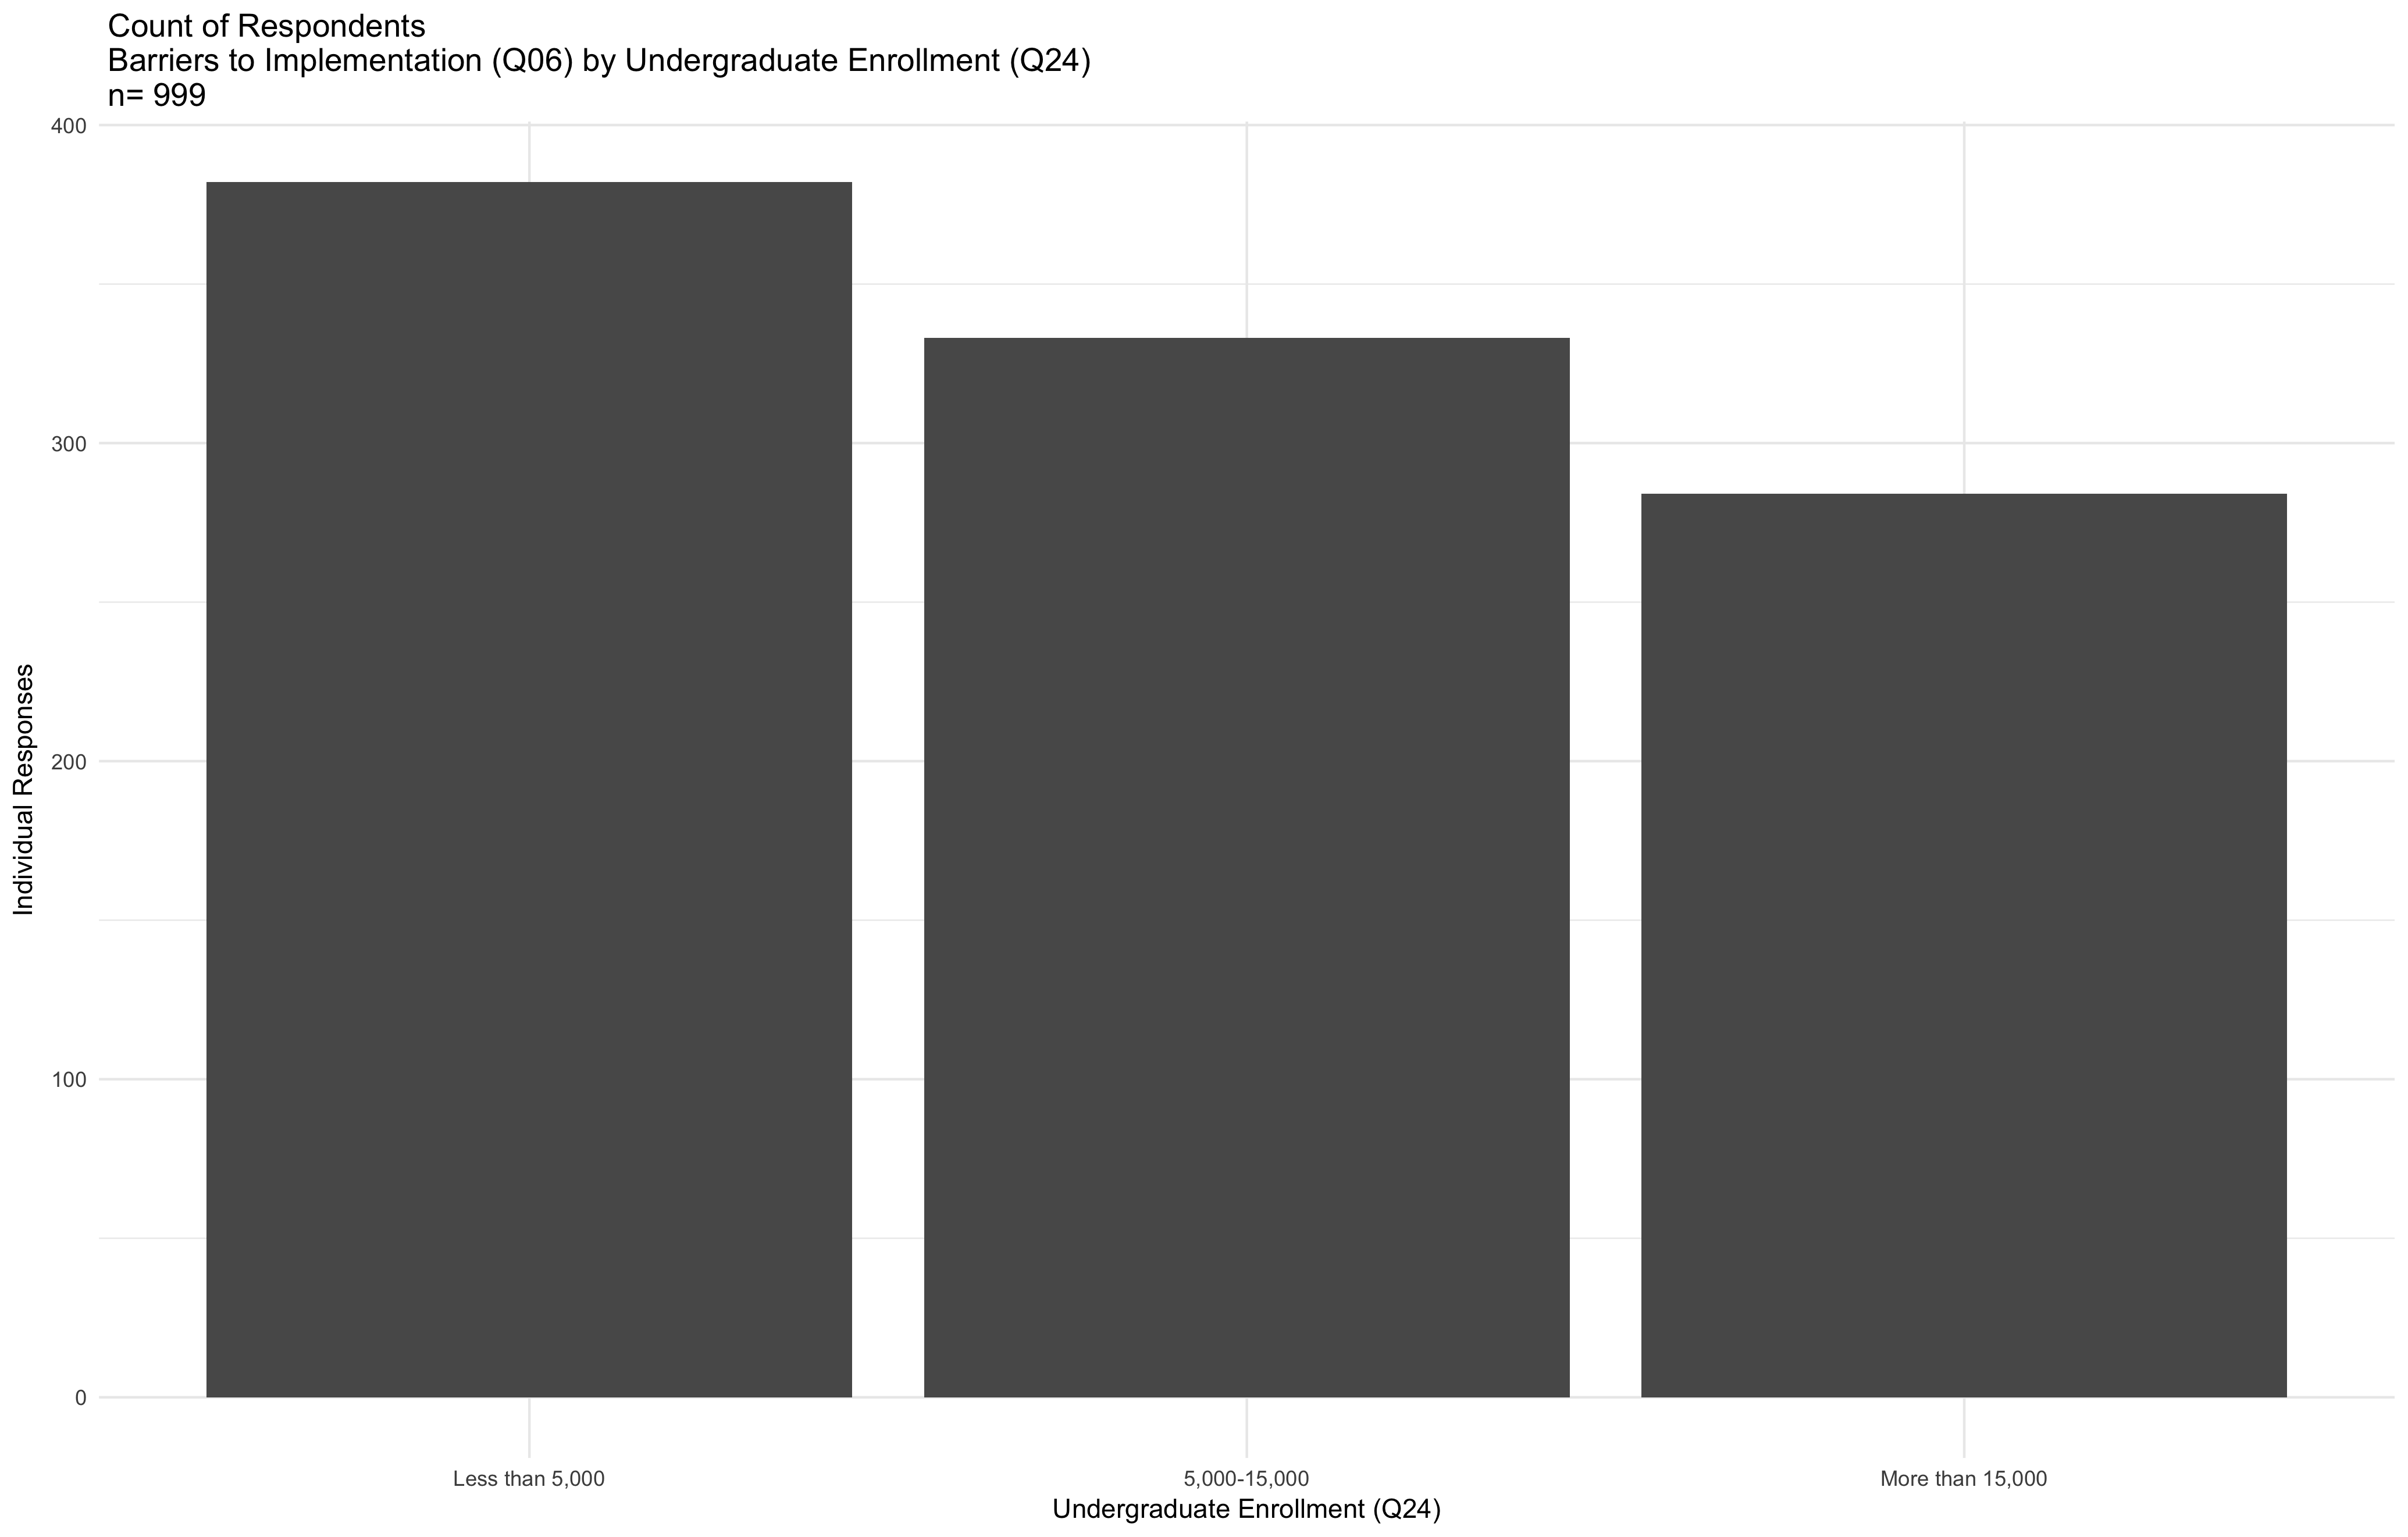 Count of Respondents
Barriers to Implementation (Q06) by Undergraduate Enrollment (Q24)
n= 999
400
300
200
100
0
Individual Responses
Less than 5,000
5,000-15,000
More than 15,000
Undergraduate Enrollment (Q24)